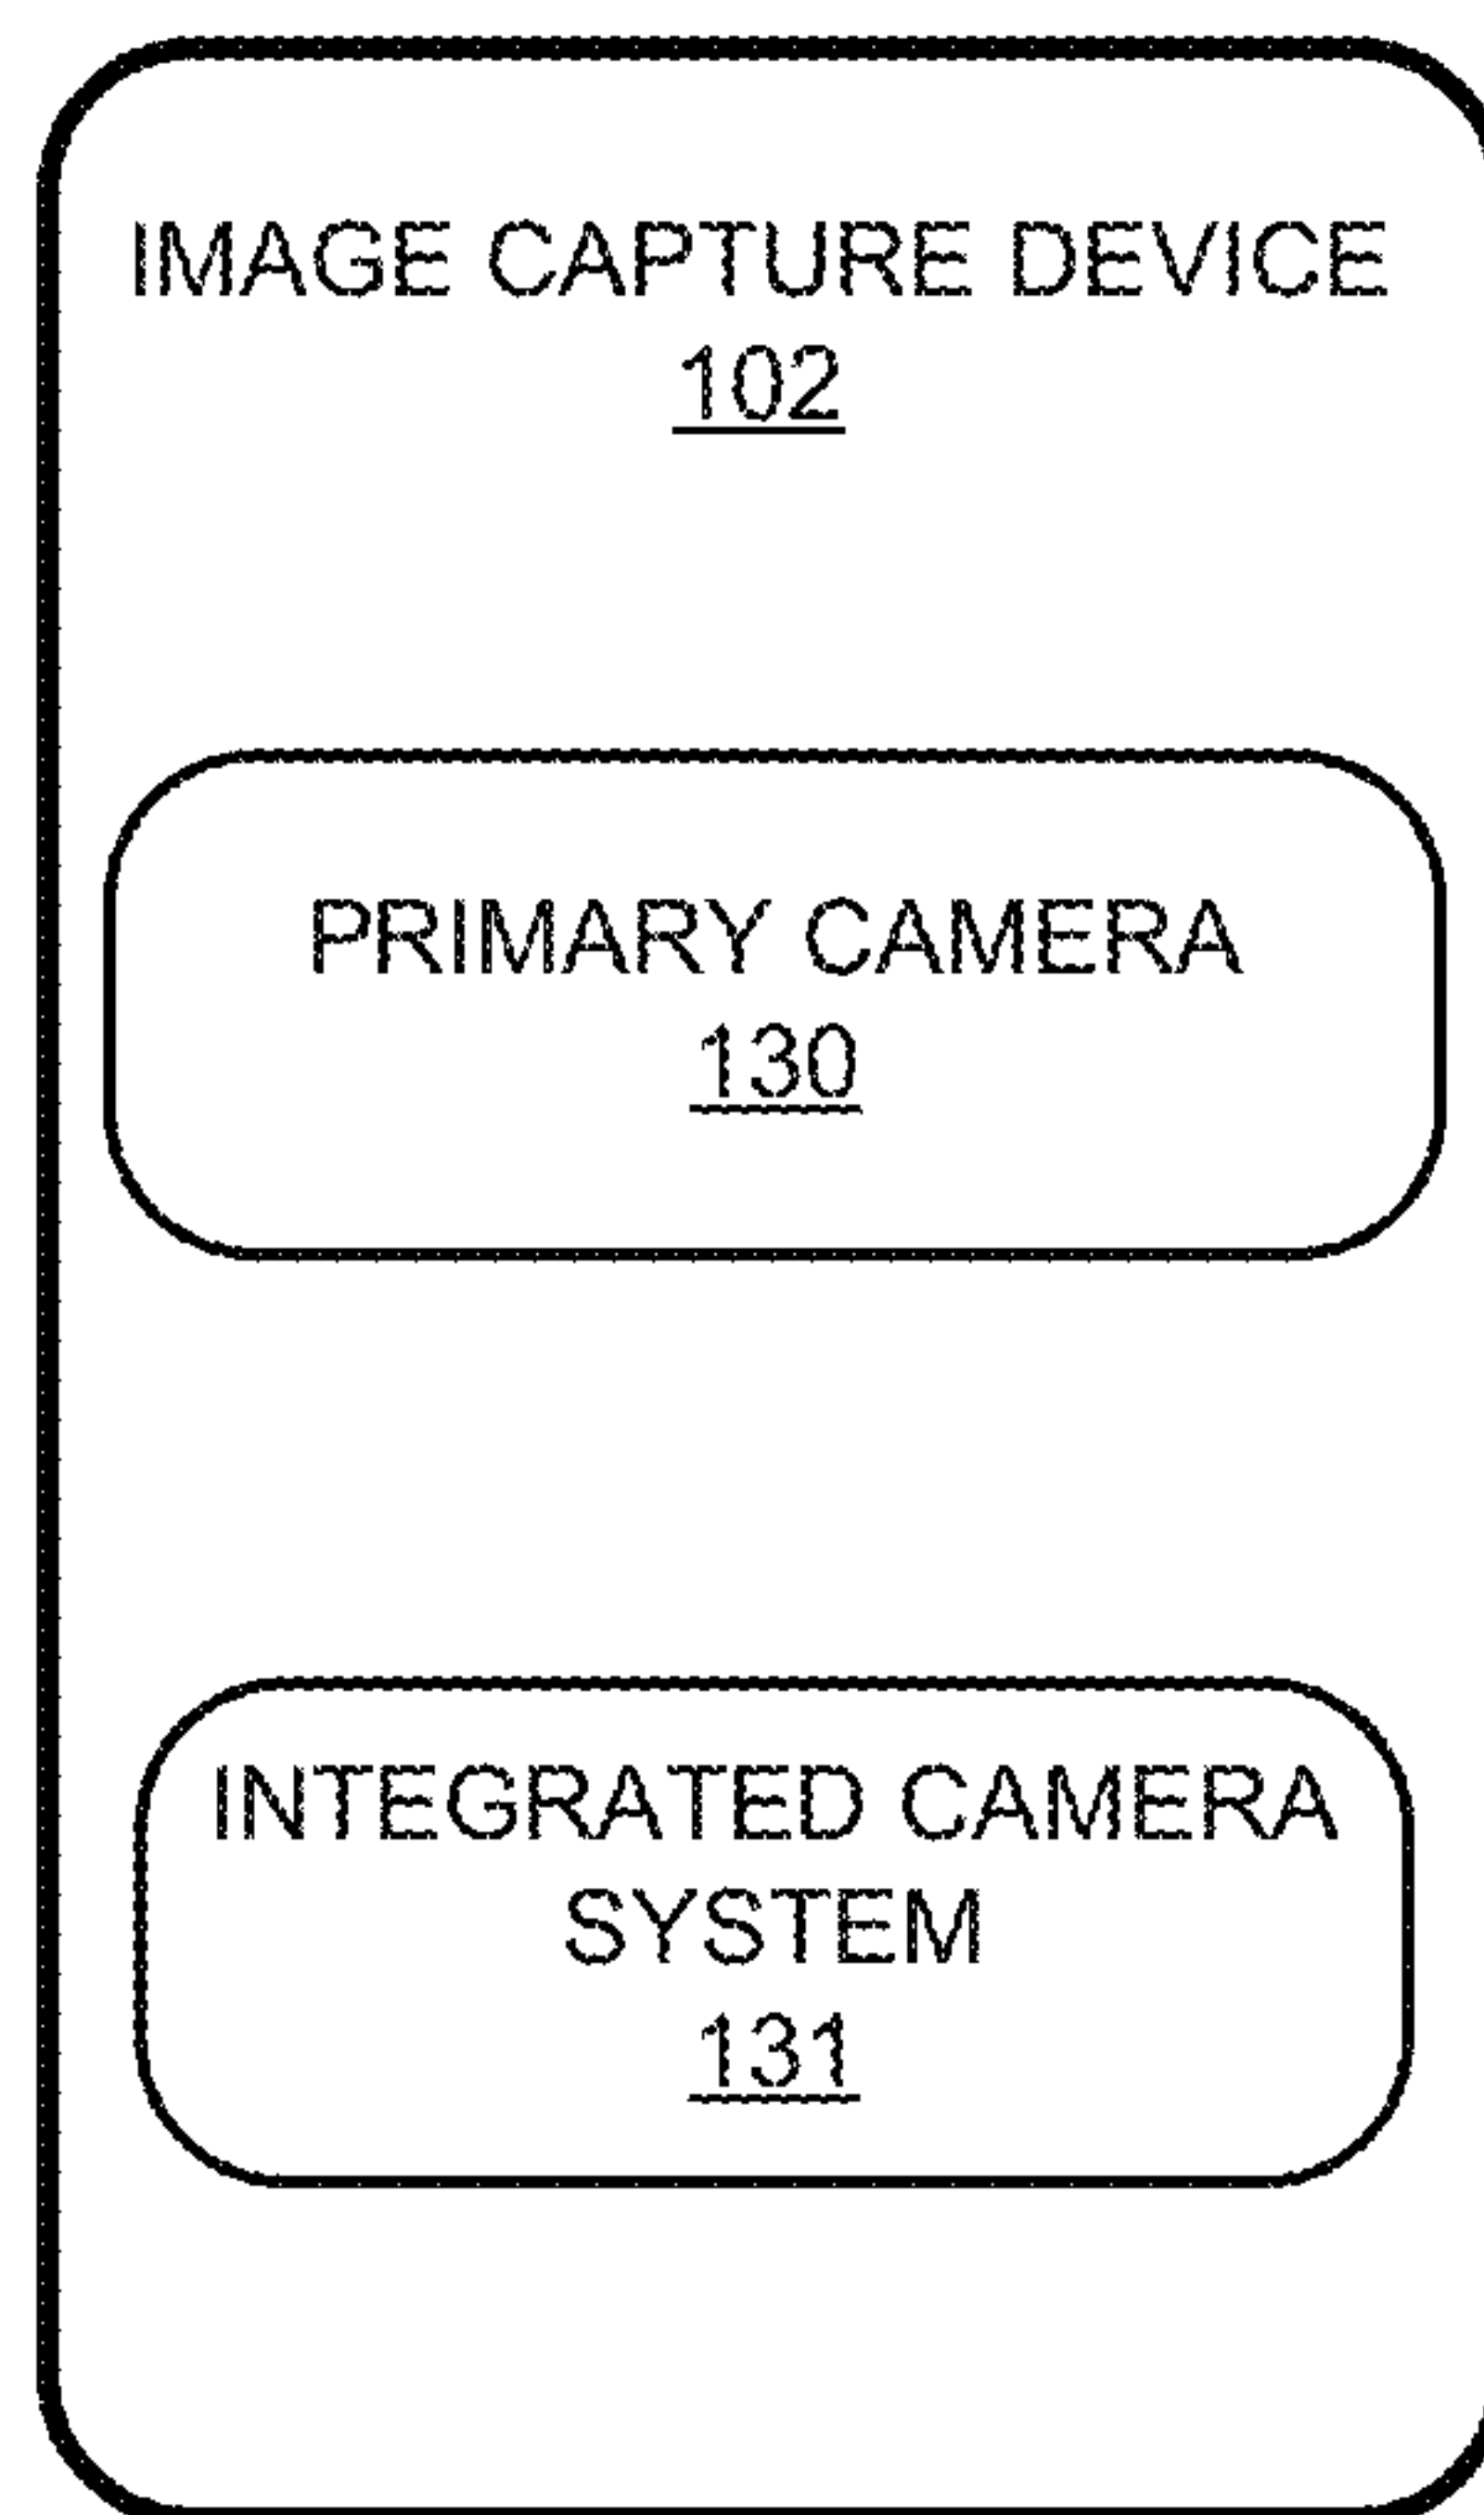 IMAGE CAPTURE DEVICE
102
PRIMARY CAMERA
130
INTEGRATED CAMERA
SYSTEM
131